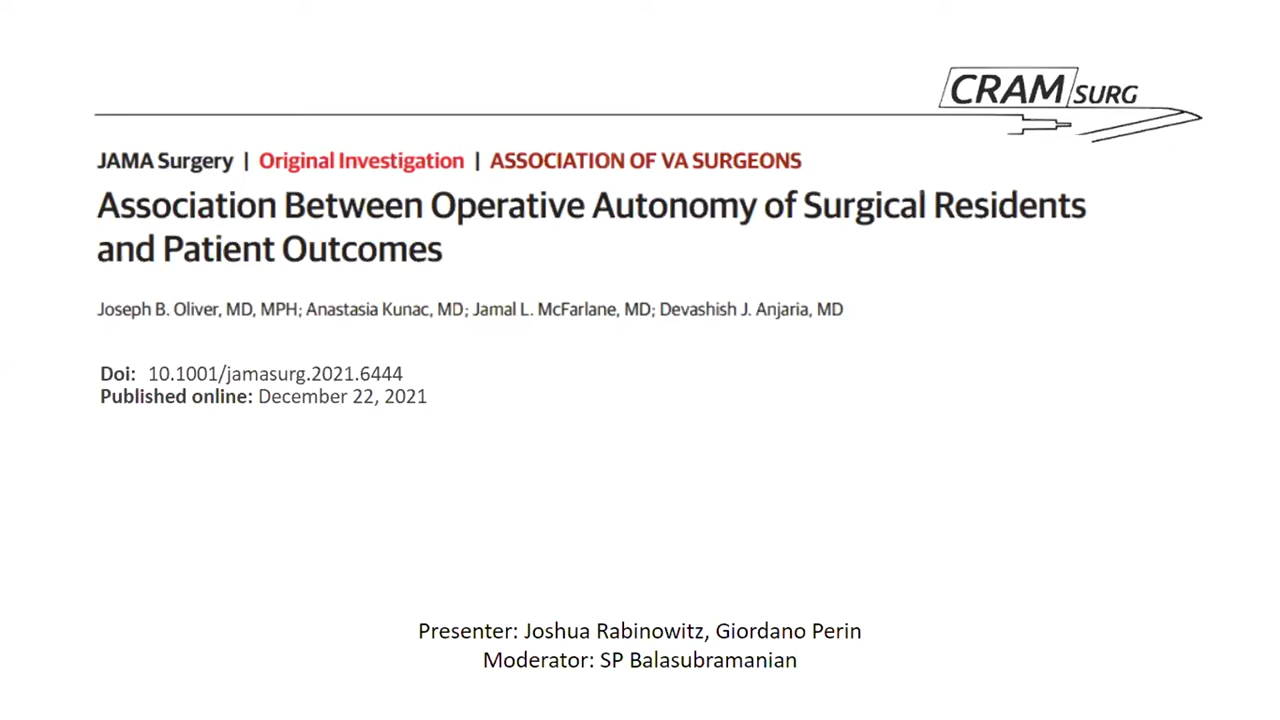 CRAM SURG
JAMA Surgery | Original Investigation | ASSOCIATION OF VA SURGEONS
Association Between Operative Autonomy of Surgical Residents
and Patient Outcomes
Joseph B. Oliver, MD, MPH; Anastasia Kunac, MD; Jamal L. McFarlane, MD; Devashish J. Anjaria, MD
Doi: 10.1001/jamasurg.2021.6444
Published online: December 22, 2021
Presenter: Joshua Rabinowitz, Giordano Perin
Moderator: SP Balasubramanian